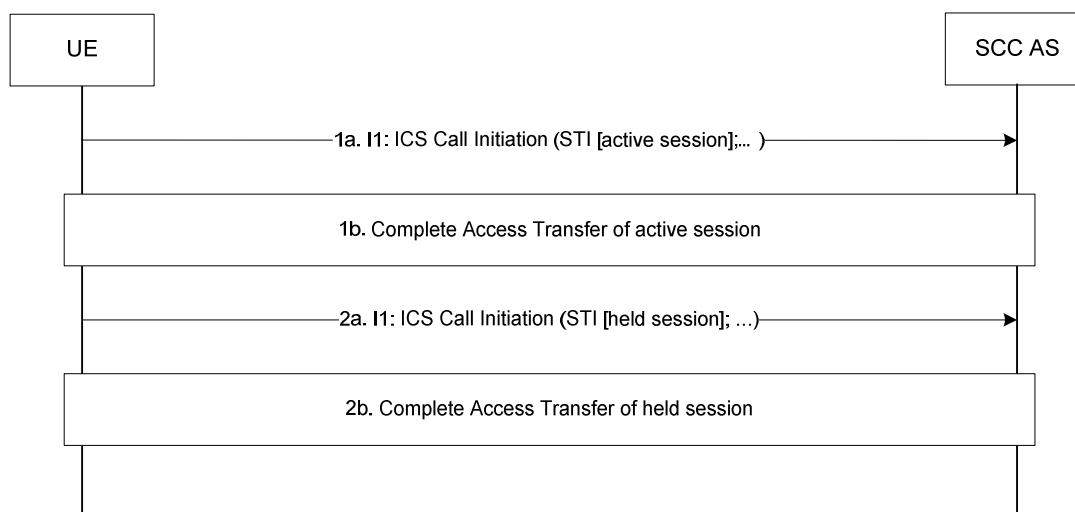 UE
SCC AS
1a. I1: ICS Call Initiation (STI [active session];... )
1b. Complete Access Transfer of active session
2a. I1: ICS Call Initiation (STI [held session]; ...)
2b. Complete Access Transfer of held session